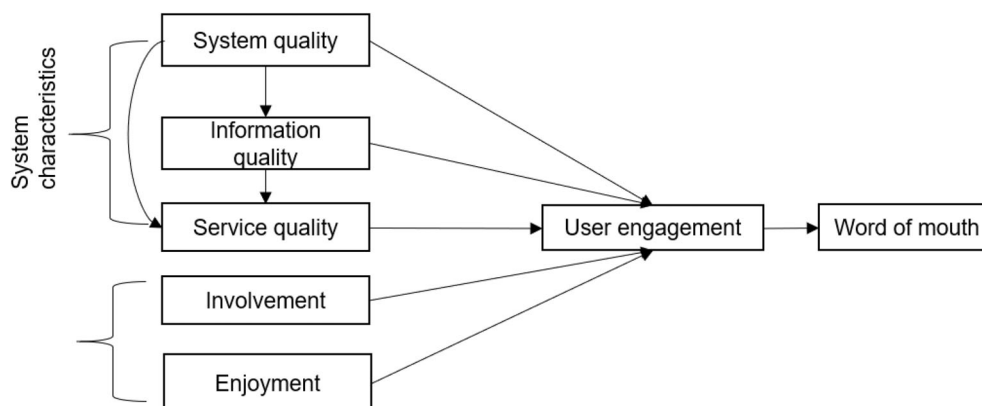 System
characteristics
System quality
Information
quality
Service quality
User engagement
Word of mouth
Involvement
Enjoyment